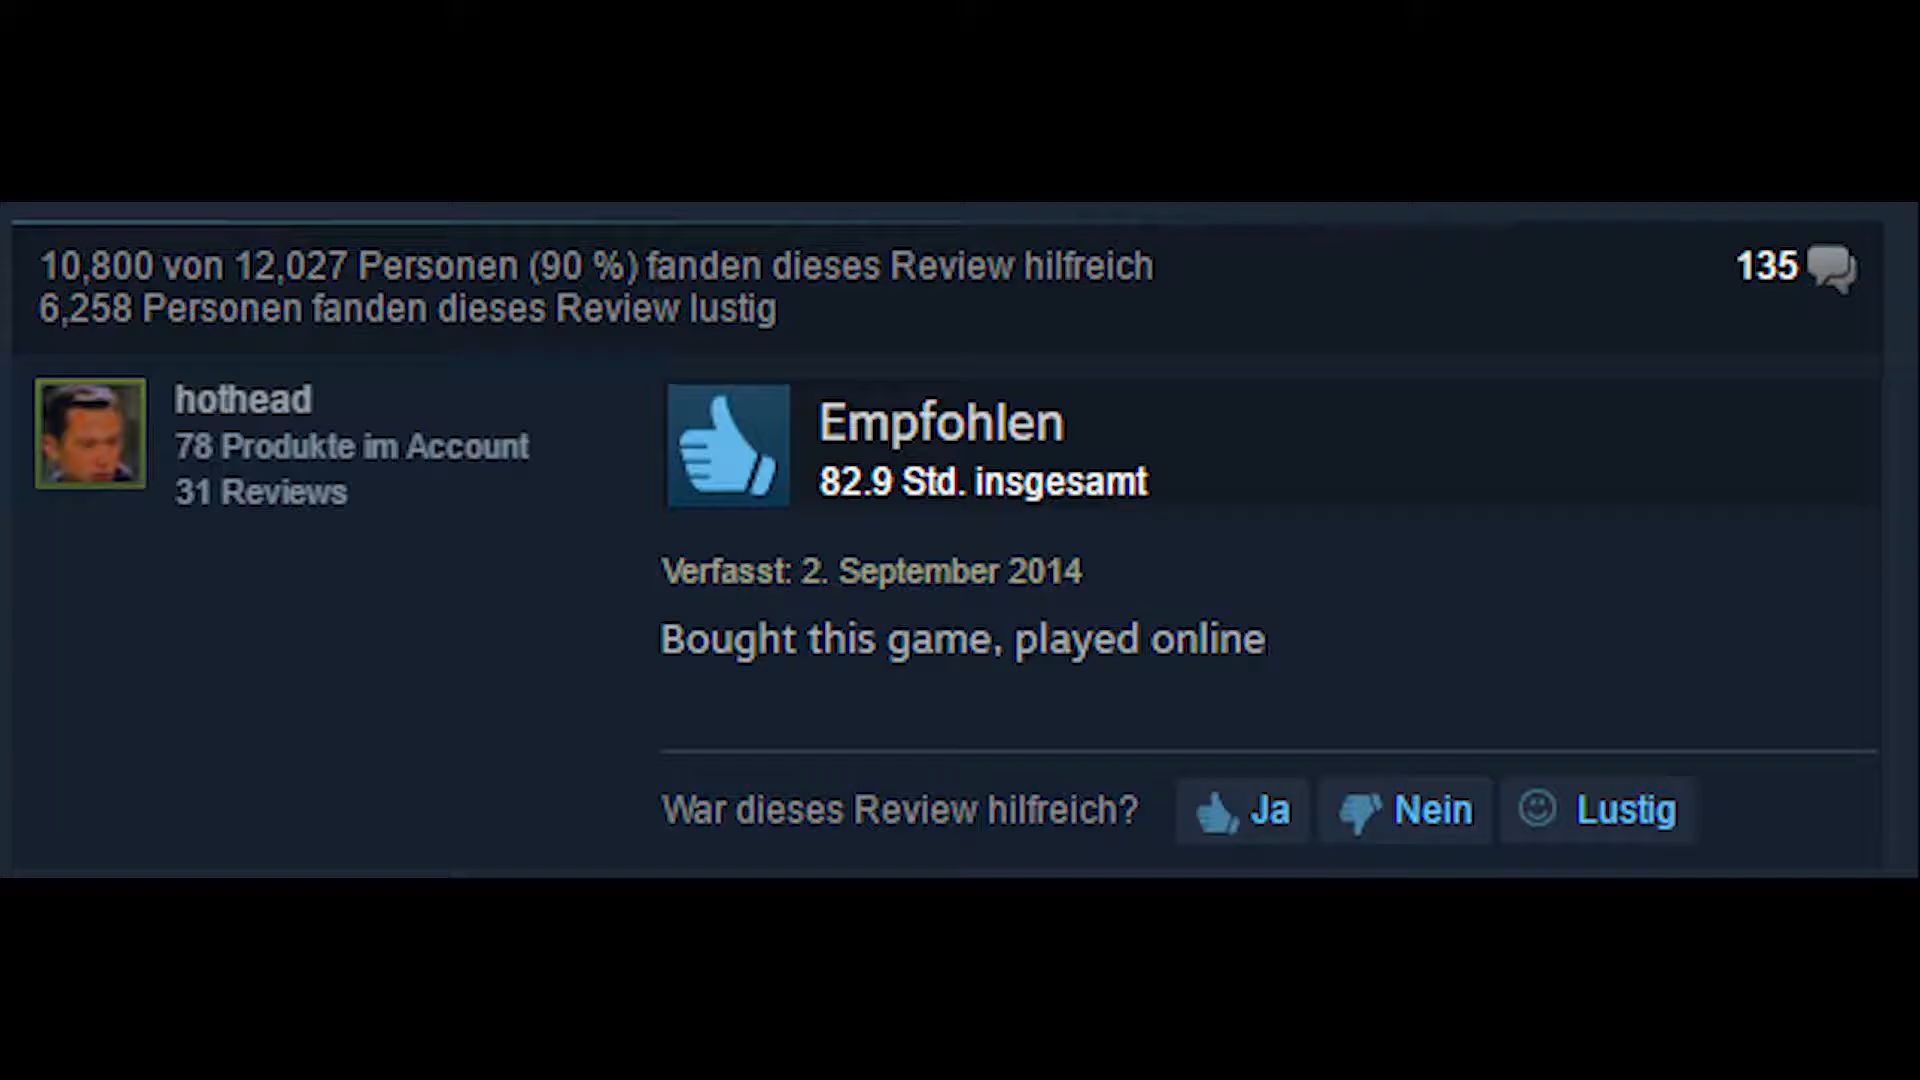 10,800 von 12,027 Personen (90 %) fanden dieses Review hilfreich
135
6,258 Personen fanden dieses Review lustig
hothead
78 Produkte im Account
31 Reviews
Empfohlen
82.9 Std. insgesamt
Verfasst: 2. September 2014
Bought this game, played online
War dieses Review hilfreich? Ja Nein Lustig